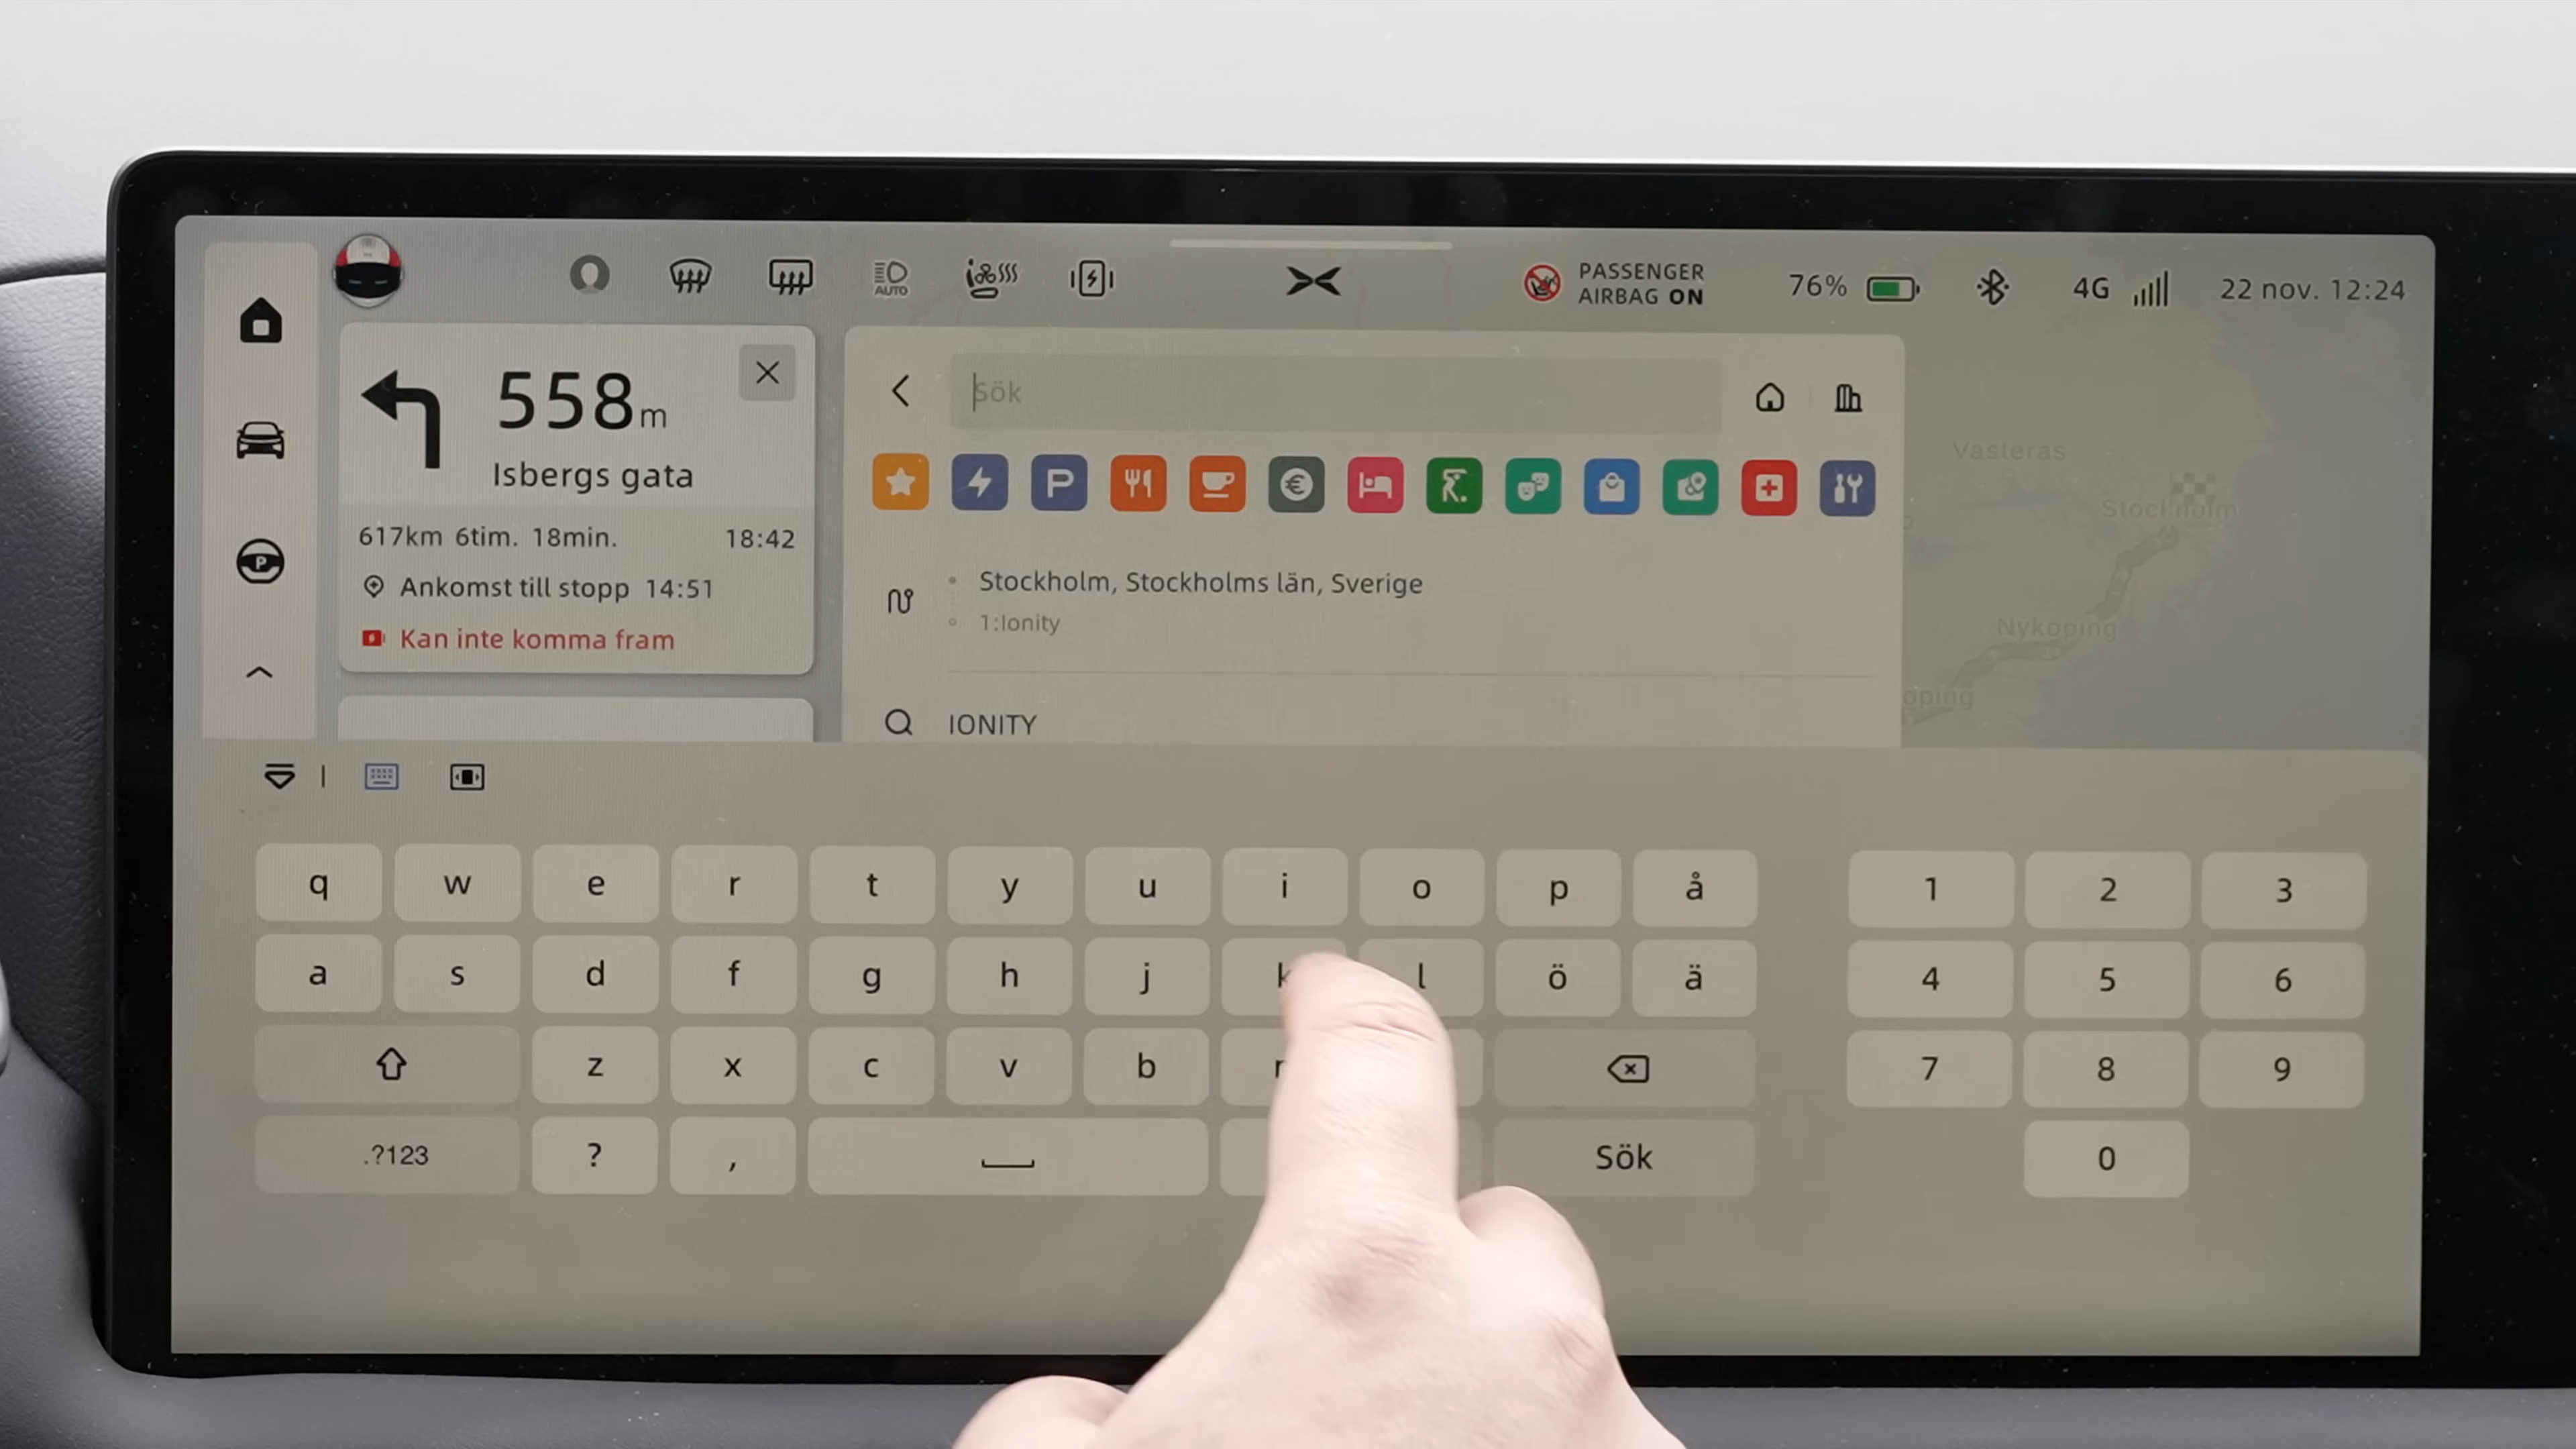 AUTO
PASSENGER
AIRBAG ON
76%
4G
22 nov. 12:24
558m
Isbergs gata
617km 6tim. 18min. 18:42
Ankomst till stopp 14:51
Kan inte komma fram
Sök
P
€
Stockholm, Stockholms län, Sverige
1:Ionity
IONITY
Vasteras
Nykoping
q w e r t y u i o p å 1 2 3
a s d f g h j k l ö ä 4 5 6
z x c v b 7 8 9
.?123 ? , Sök 0